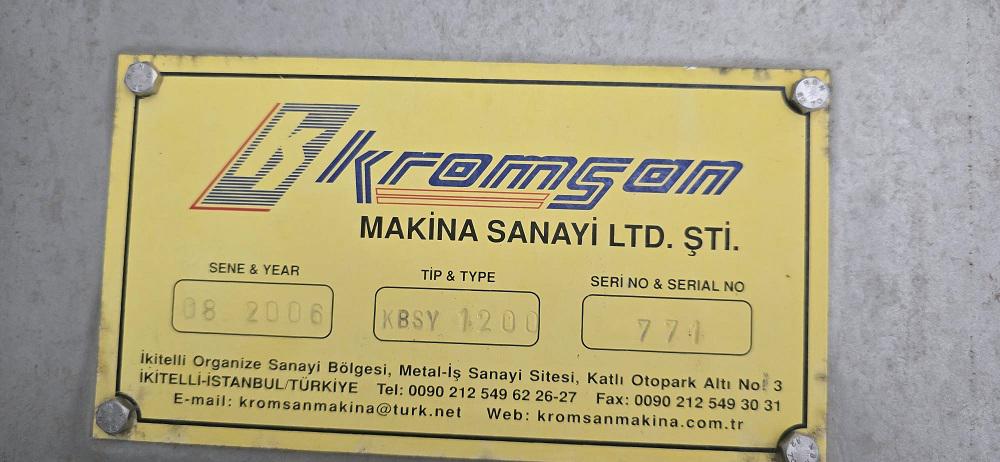 K kromsan
MAKİNA SANAYİ LTD. ŞTİ.
SENE & YEAR TİP & TYPE SERİ NO & SERIAL NO
08 2006 KBSY 1200 771
İkitelli Organize Sanayi Bölgesi, Metal-İş Sanayi Sitesi, Katlı Otopark Altı No: 3
İKİTELLİ-İSTANBUL/TÜRKİYE Tel: 0090 212 549 62 26-27 Fax: 0090 212 549 30 31
E-mail: kromsanmakina@turk.net Web: kromsanmakina.com.tr